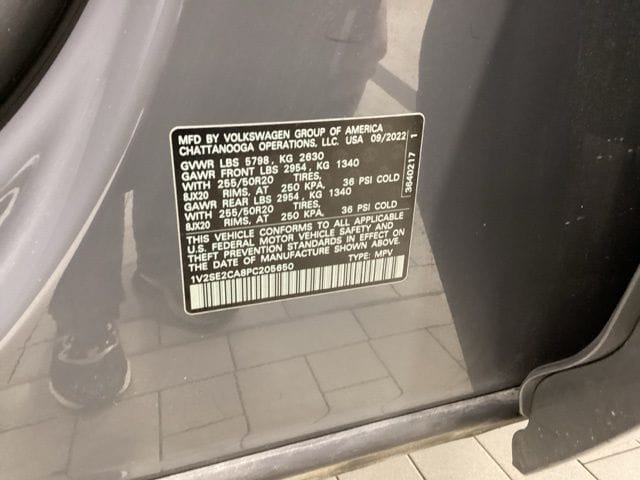 MFD BY VOLKSWAGEN GROUP OF AMERICA
CHATTANOOGA OPERATIONS, LLC. USA 09/2022
GVWR LBS 5798, KG 2630
GAWR FRONT LBS 2954, KG 1340
WITH 255/50R20 TIRES,
8JX20 RIMS, AT 250 KPA, 36 PSI COLD
GAWR REAR LBS 2954, KG 1340
WITH 255/50R20 TIRES,
8JX20 RIMS, AT 250 KPA, 36 PSI COLD
THIS VEHICLE CONFORMS TO ALL APPLICABLE
U.S. FEDERAL MOTOR VEHICLE SAFETY AND
THEFT PREVENTION STANDARDS IN EFFECT ON
THE DATE OF MANUFACTURE SHOWN ABOVE.
1V2SE2CA8PC205650 TYPE: MPV
3640217 1